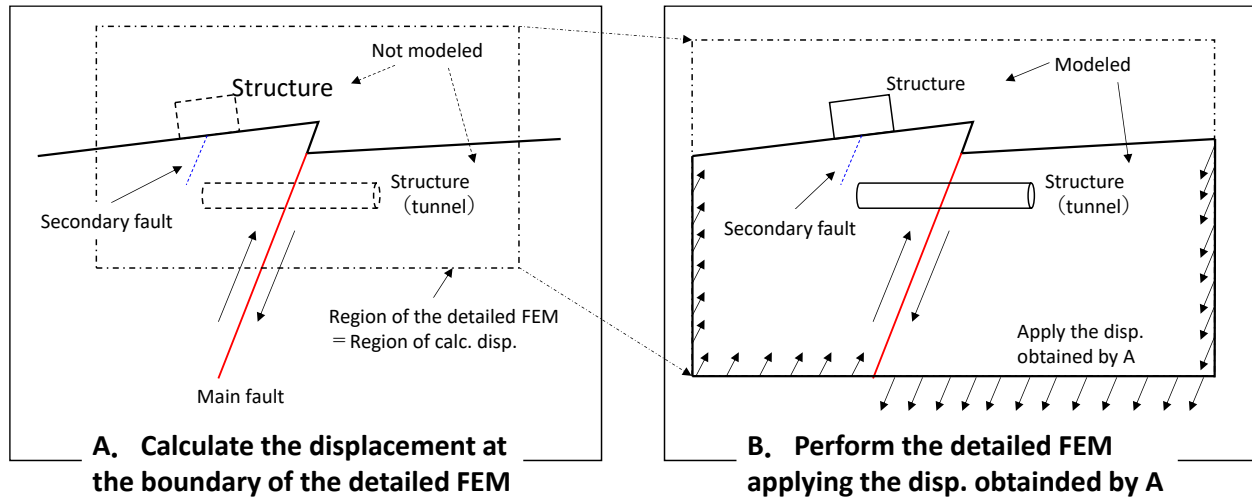 Not modeled
Structure
Structure
（tunnel）
Secondary fault
Region of the detailed FEM
＝Region of calc. disp.
Main fault
A． Calculate the displacement at
the boundary of the detailed FEM
Modeled
Structure
Structure
（tunnel）
Secondary fault
Apply the disp.
obtained by A
B． Perform the detailed FEM
applying the disp. obtainded by A